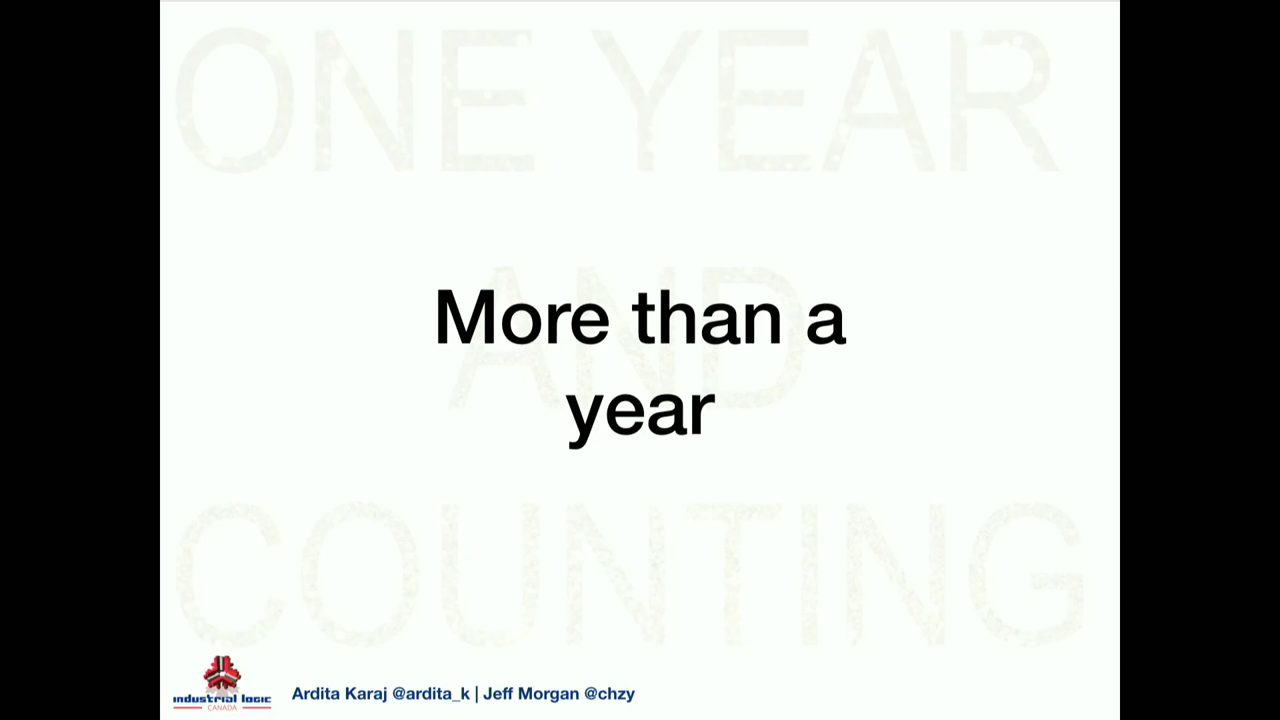 ONE YEAR
AND
More than a
year
COUNTING
industrial logic
CANADA
Ardita Karaj @ardita_k | Jeff Morgan @chzy